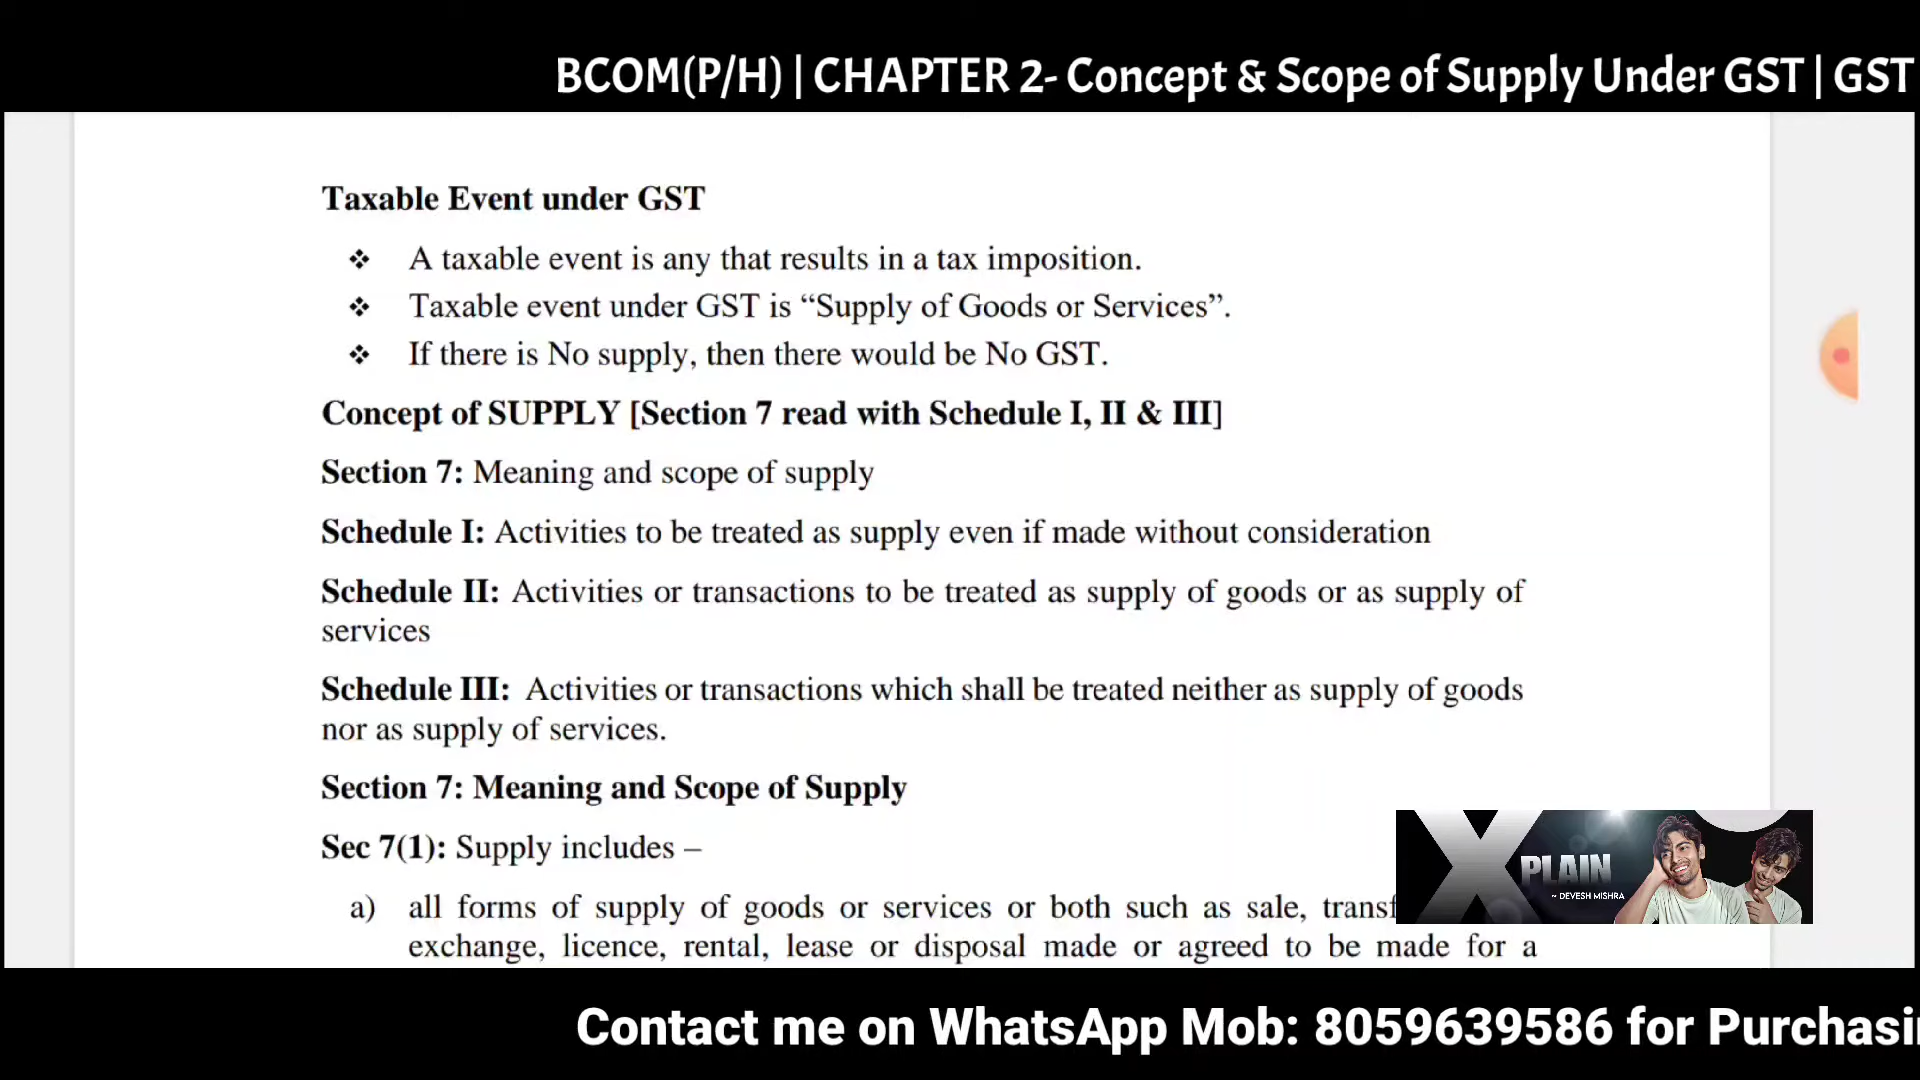 BCOM(P/H) | CHAPTER 2- Concept & Scope of Supply Under GST | GST
Taxable Event under GST
❖ A taxable event is any that results in a tax imposition.
❖ Taxable event under GST is “Supply of Goods or Services”.
❖ If there is No supply, then there would be No GST.
Concept of SUPPLY [Section 7 read with Schedule I, II & III]
Section 7: Meaning and scope of supply
Schedule I: Activities to be treated as supply even if made without consideration
Schedule II: Activities or transactions to be treated as supply of goods or as supply of
services
Schedule III: Activities or transactions which shall be treated neither as supply of goods
nor as supply of services.
Section 7: Meaning and Scope of Supply
Sec 7(1): Supply includes –
a) all forms of supply of goods or services or both such as sale,
exchange, licence, rental, lease or disposal made or agreed to be made for a
XPLAIN
~ DEVESH MISHRA
Contact me on WhatsApp Mob: 8059639586 for